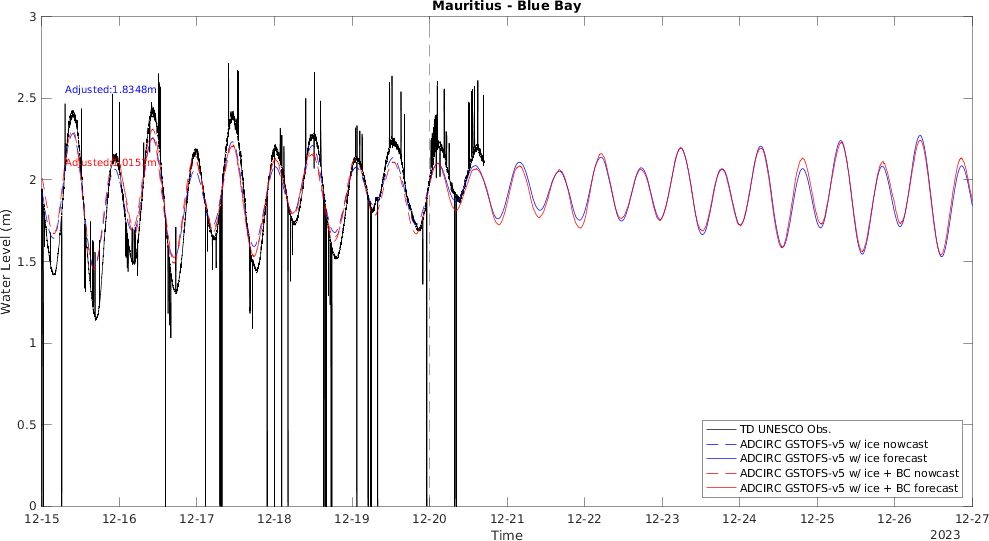 Mauritius - Blue Bay
3
2.5
2
1.5
1
0.5
0
Water Level (m)
Adjusted:1.8348m
12-15
12-16
12-17
12-18
12-19
12-20
12-21
12-22
12-23
12-24
12-25
12-26
12-27
Time
2023
TD UNESCO Obs.
ADCIRC GSTOFS-v5 w/ ice nowcast
ADCIRC GSTOFS-v5 w/ ice forecast
ADCIRC GSTOFS-v5 w/ ice + BC nowcast
ADCIRC GSTOFS-v5 w/ ice + BC forecast